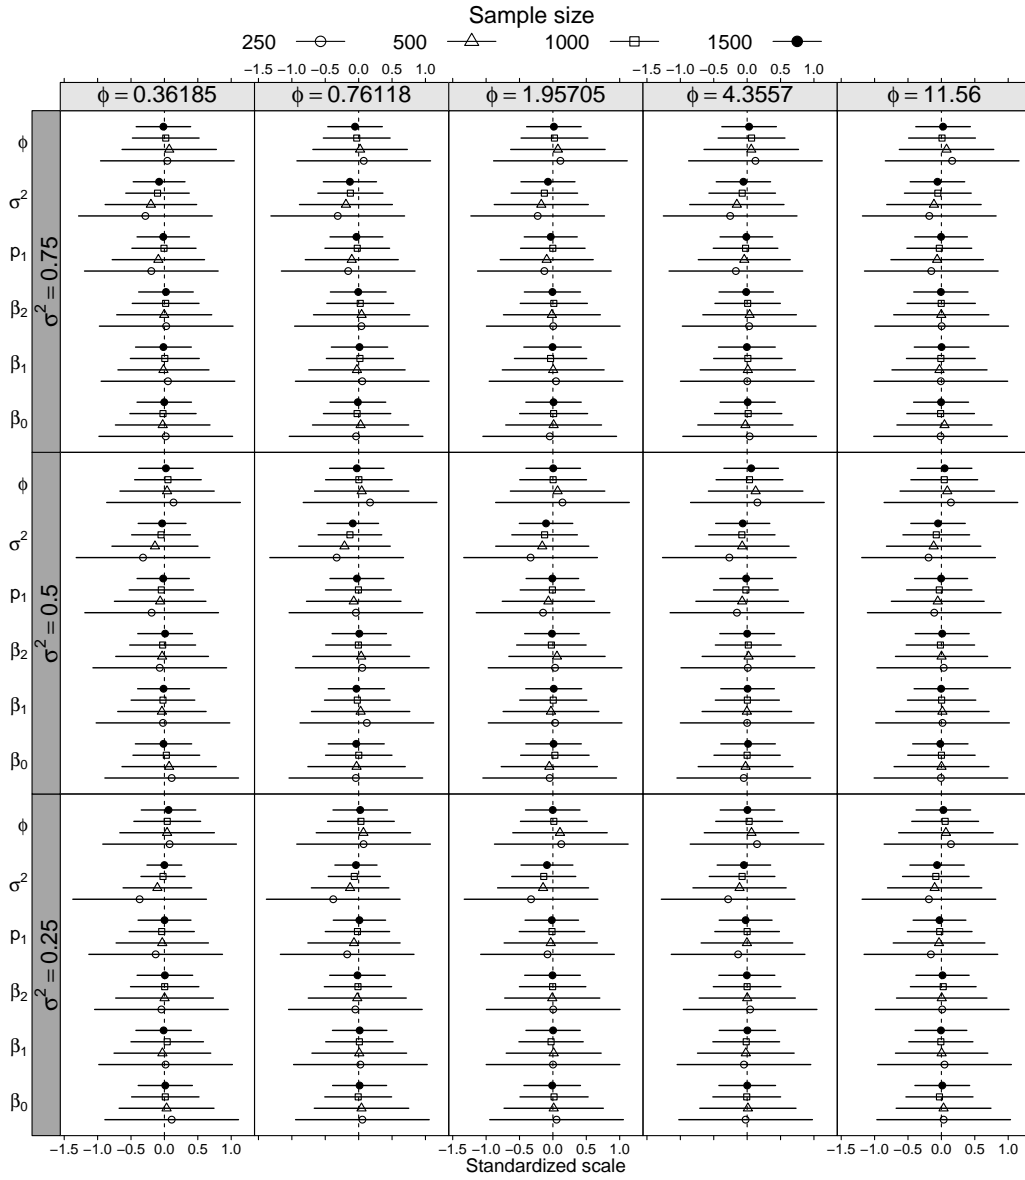 Sample size
250 500 1000 1500
−1.5 −1.0 −0.5 0.0 0.5 1.0 −1.5 −1.0 −0.5 0.0 0.5 1.0
ϕ = 0.36185 ϕ = 0.76118 ϕ = 1.95705 ϕ = 4.3557 ϕ = 11.56
σ² = 0.75
ϕ
σ²
p₁
β₂
β₁
β₀
σ² = 0.5
ϕ
σ²
p₁
β₂
β₁
β₀
σ² = 0.25
ϕ
σ²
p₁
β₂
β₁
β₀
−1.5 −1.0 −0.5 0.0 0.5 1.0 −1.5 −1.0 −0.5 0.0 0.5 1.0 −1.5 −1.0 −0.5 0.0 0.5 1.0
Standardized scale